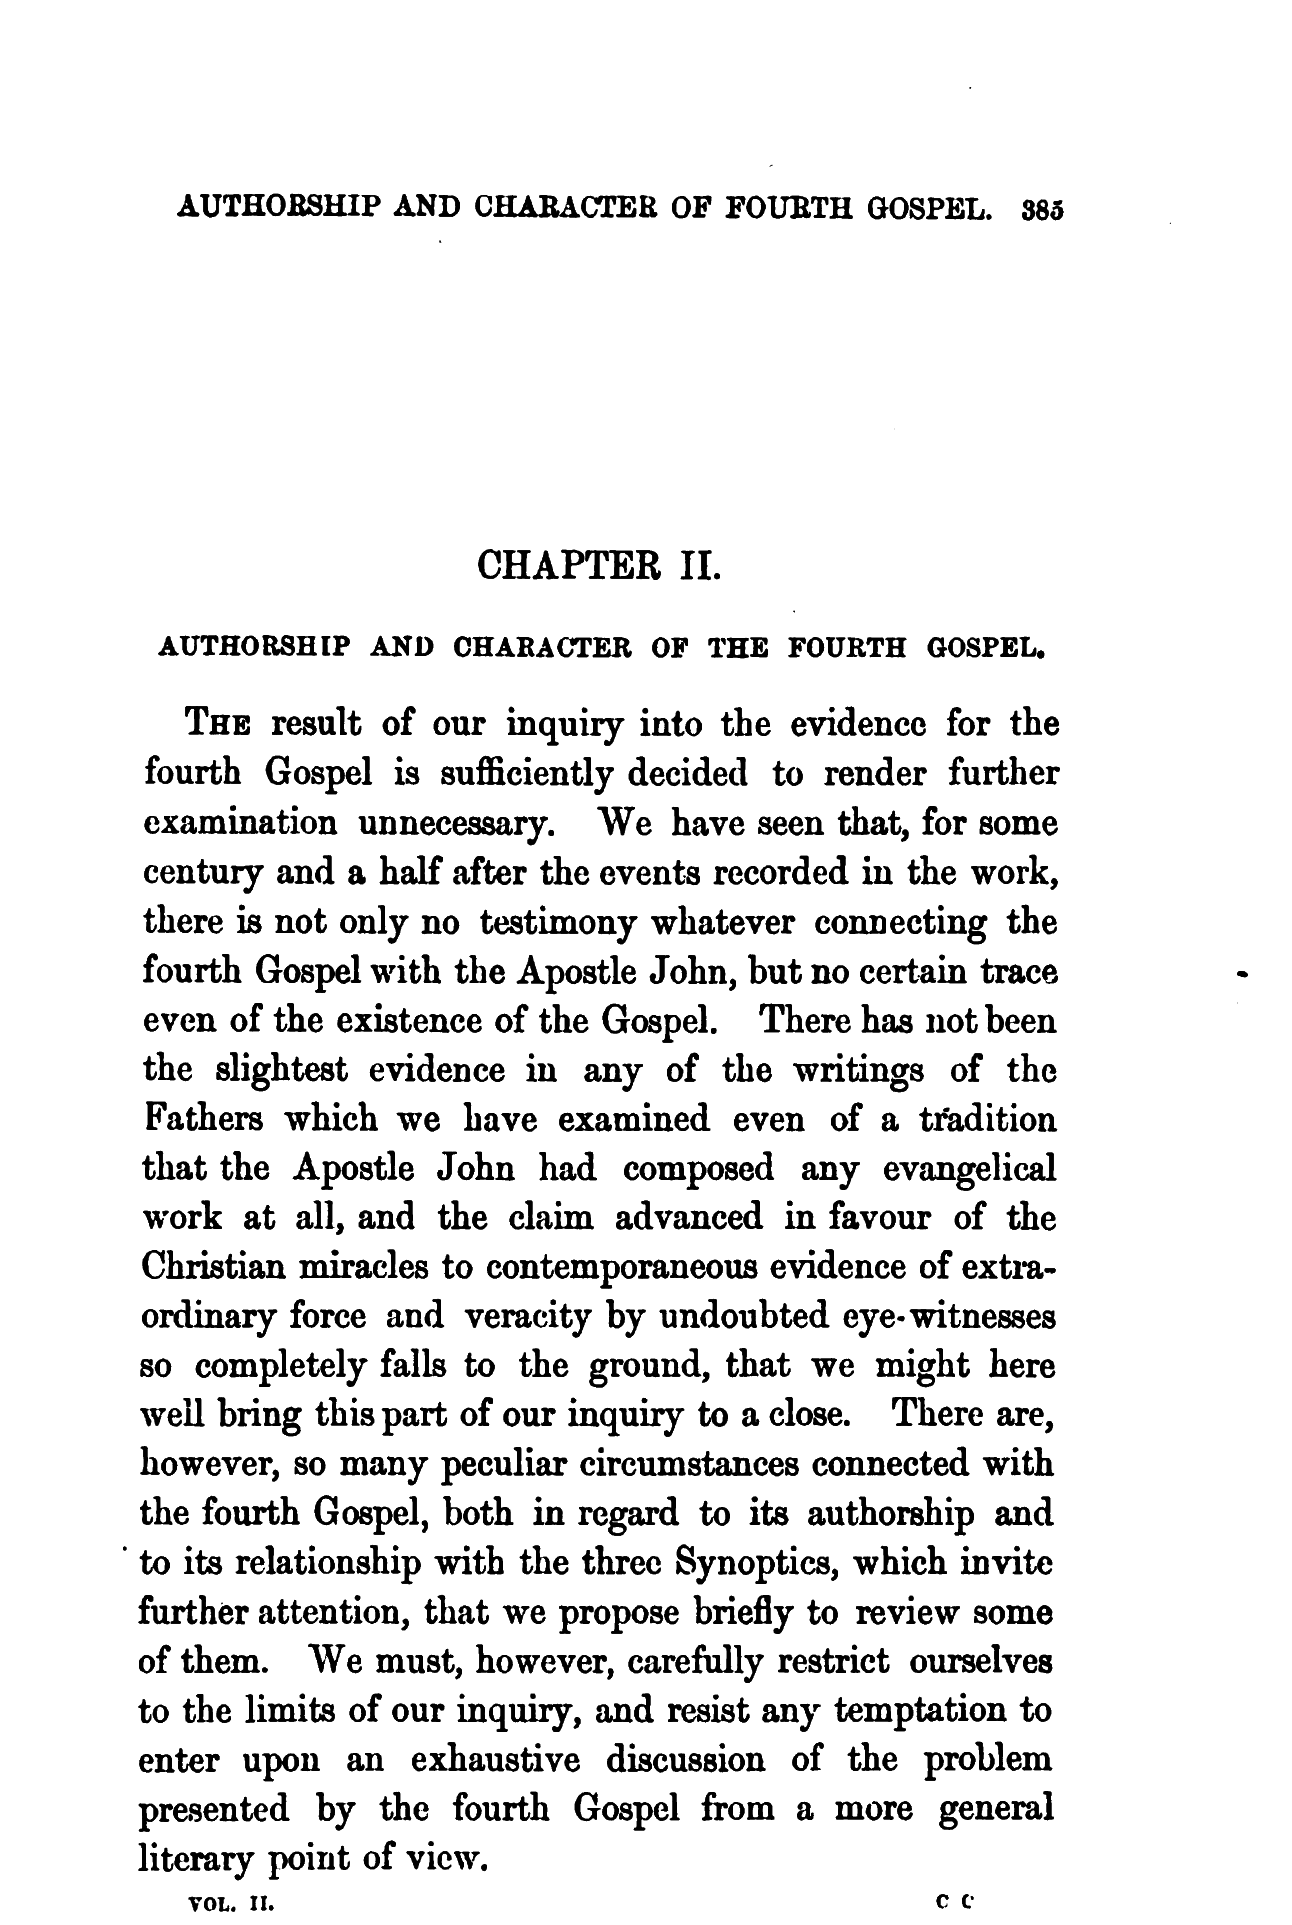 AUTHORSHIP AND CHARACTER OF FOURTH GOSPEL. 385
CHAPTER II.
AUTHORSHIP AND CHARACTER OF THE FOURTH GOSPEL.
THE result of our inquiry into the evidence for the
fourth Gospel is sufficiently decided to render further
examination unnecessary. We have seen that, for some
century and a half after the events recorded in the work,
there is not only no testimony whatever connecting the
fourth Gospel with the Apostle John, but no certain trace
even of the existence of the Gospel. There has not been
the slightest evidence in any of the writings of the
Fathers which we have examined even of a tradition
that the Apostle John had composed any evangelical
work at all, and the claim advanced in favour of the
Christian miracles to contemporaneous evidence of extra-
ordinary force and veracity by undoubted eye-witnesses
so completely falls to the ground, that we might here
well bring this part of our inquiry to a close. There are,
however, so many peculiar circumstances connected with
the fourth Gospel, both in regard to its authorship and
to its relationship with the three Synoptics, which invite
further attention, that we propose briefly to review some
of them. We must, however, carefully restrict ourselves
to the limits of our inquiry, and resist any temptation to
enter upon an exhaustive discussion of the problem
presented by the fourth Gospel from a more general
literary point of view.
VOL. II. C C